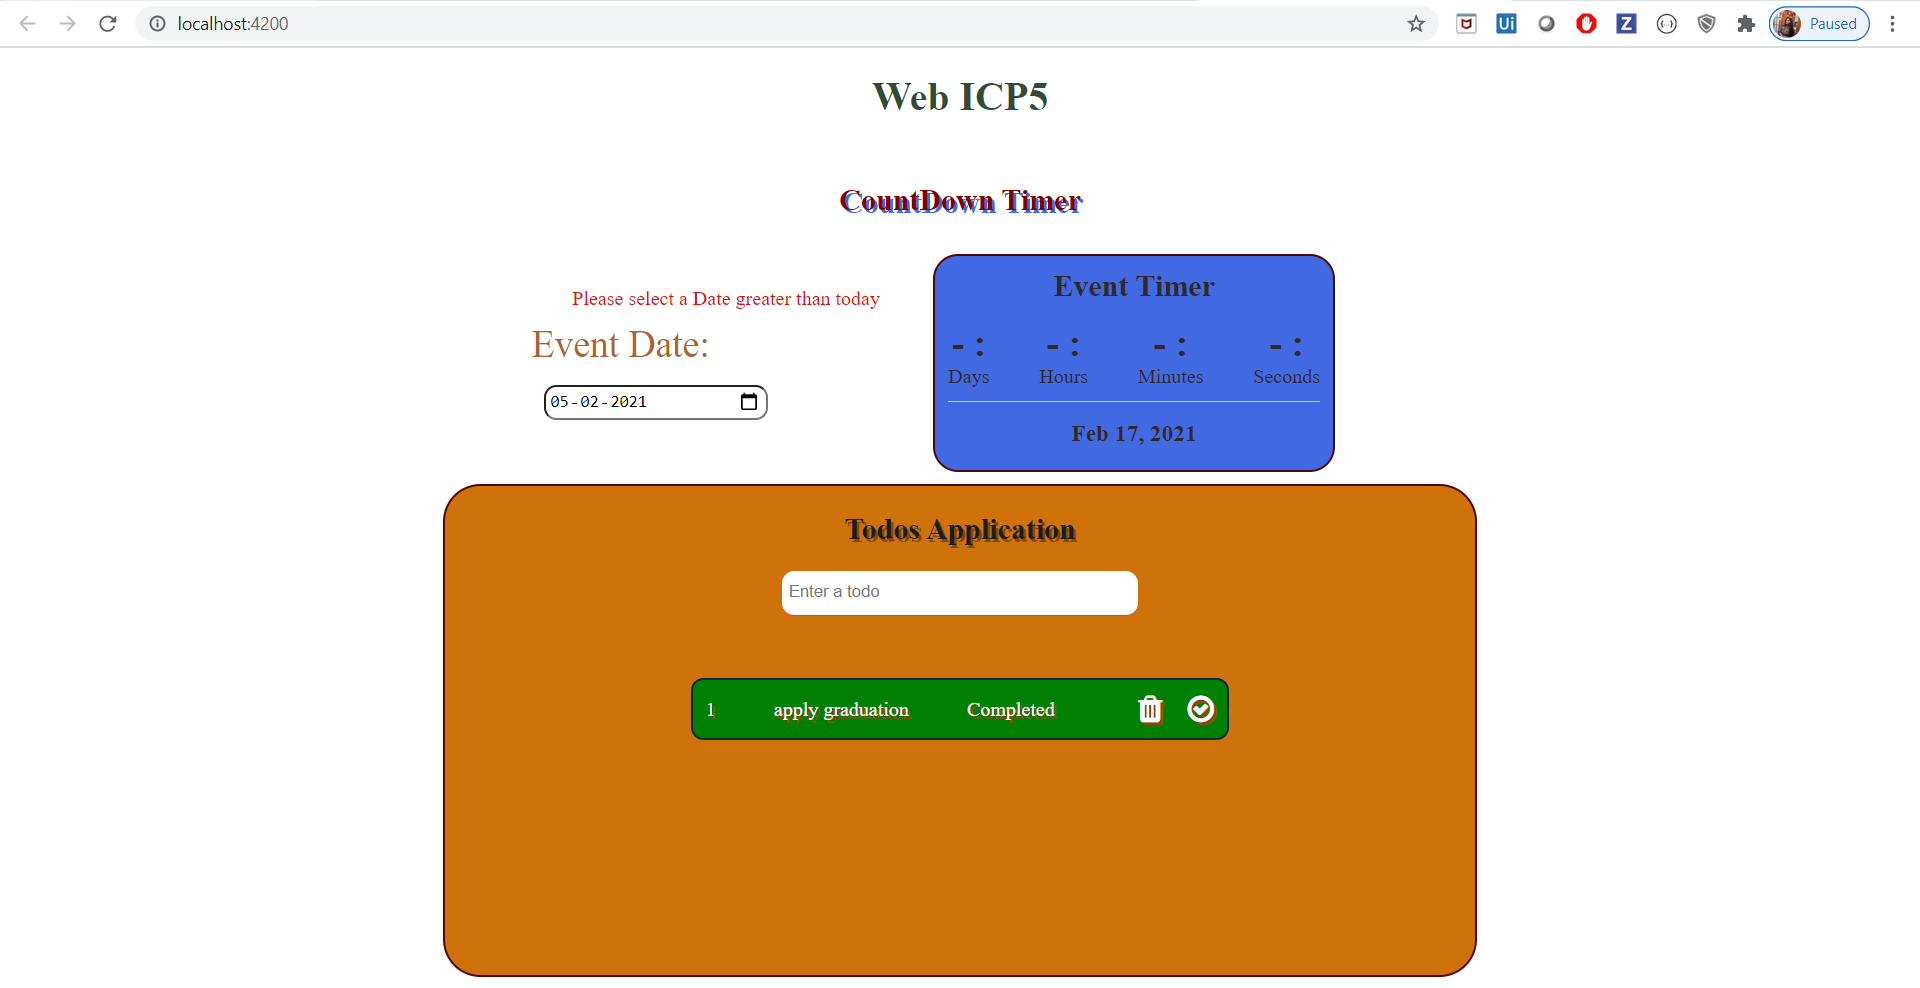 localhost:4200
Ui
Z
Paused
Web ICP5
CountDown Timer
Please select a Date greater than today
Event Date:
05-02-2021
Event Timer
- : - : - : - :
Days Hours Minutes Seconds
Feb 17, 2021
Todos Application
Enter a todo
1 apply graduation Completed